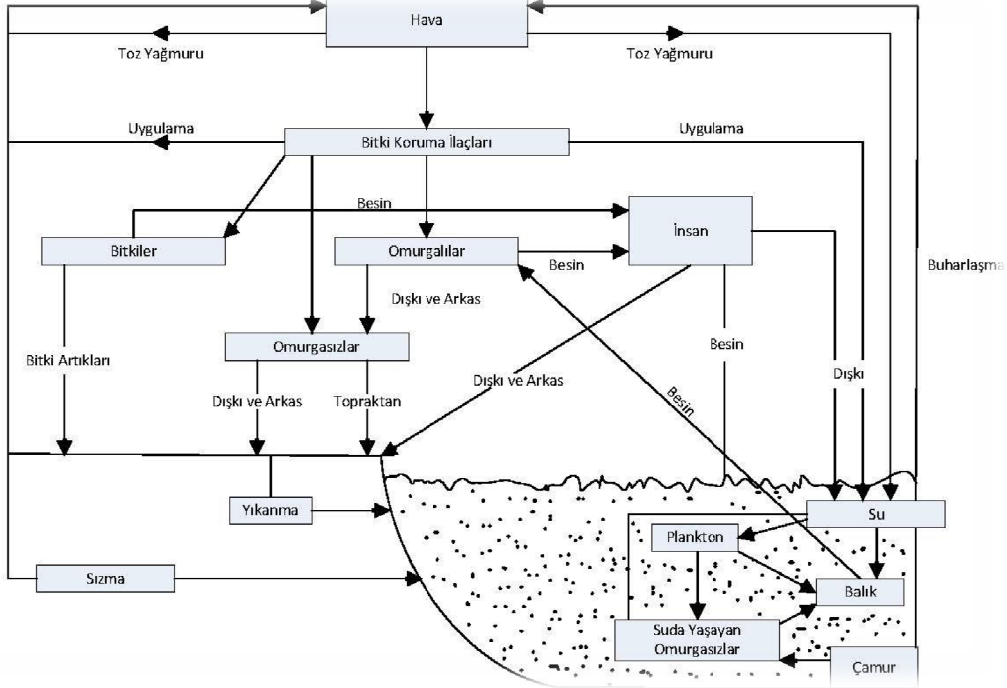 Hava
Toz Yağmuru
Toz Yağmuru
Uygulama
Bitki Koruma İlaçları
Uygulama
Besin
İnsan
Bitkiler
Omurgalılar
Besin
Buharlaşma
Dışkı ve Arkas
Omurgasızlar
Besin
Bitki Artıkları
Dışkı ve Arkas
Topraktan
Dışkı ve Arkas
Dışkı
Besin
Yıkanma
Su
Plankton
Sızma
Balık
Suda Yaşayan
Omurgasızlar
Çamur